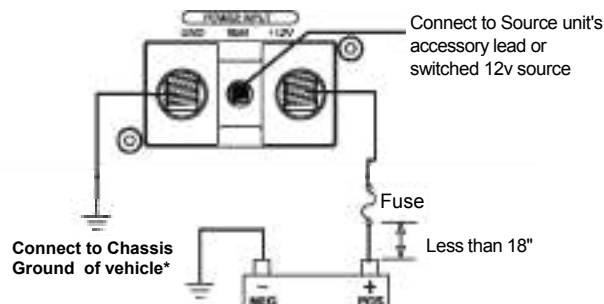 POWER INPUT
GND REM +12V
Connect to Source unit's
accessory lead or
switched 12v source
Fuse
Less than 18"
Connect to Chassis
Ground of vehicle*
- +
NEG POS